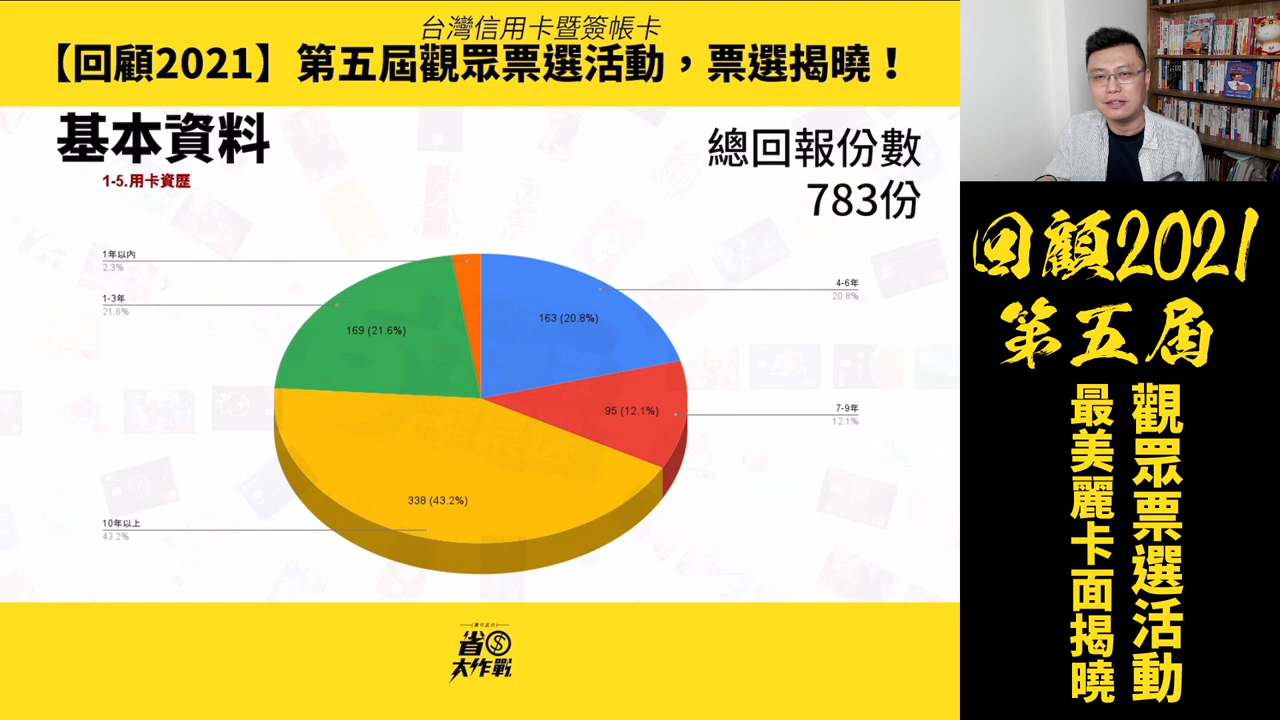 台灣信用卡暨簽帳卡
【回顧2021】第五屆觀眾票選活動，票選揭曉！
基本資料
1-5.用卡資歷
總回報份數
783份
1年以內
2.3%
1-3年
21.6%
169 (21.6%)
163 (20.8%)
4-6年
20.8%
95 (12.1%)
7-9年
12.1%
338 (43.2%)
10年以上
43.2%
省
大作戰
回顧2021
第五屆
觀眾票選活動
最美麗卡面揭曉